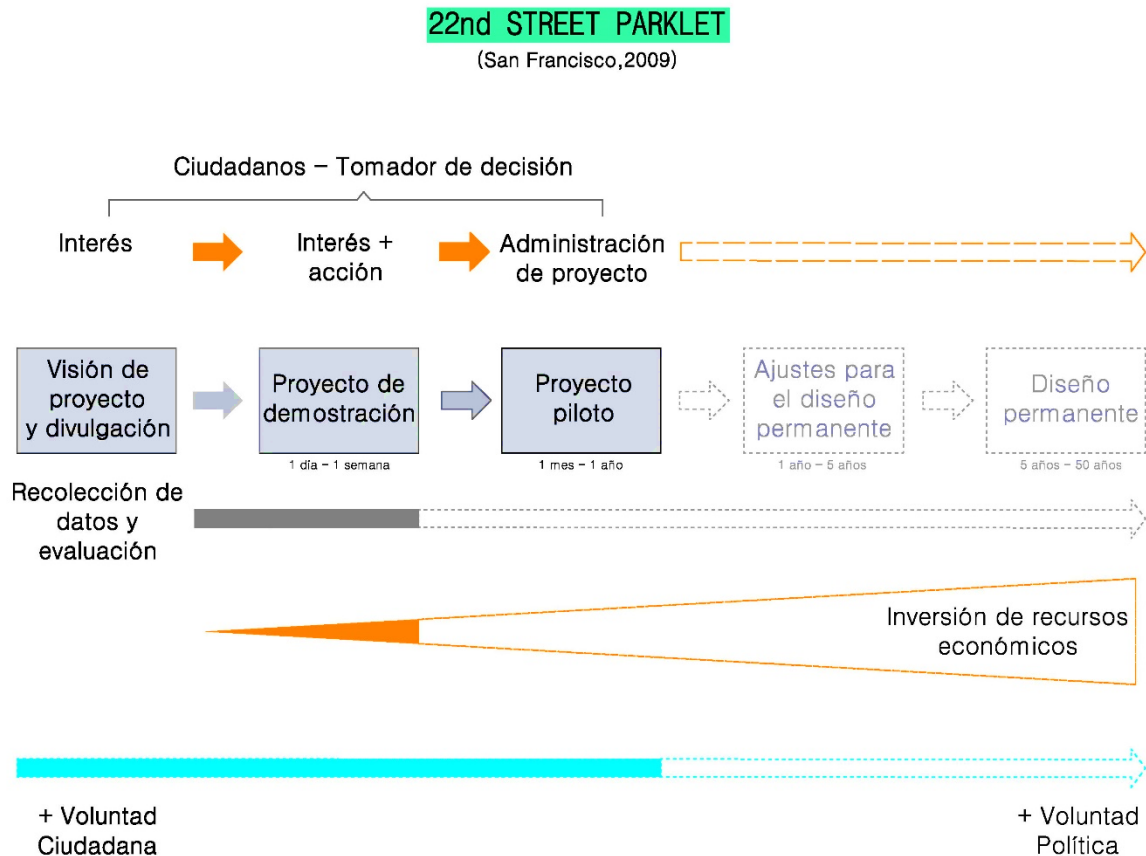 22nd STREET PARKLET
(San Francisco,2009)
Ciudadanos – Tomador de decisión
Interés
Interés +
acción
Administración
de proyecto
Visión de
proyecto
y divulgación
Proyecto de
demostración
1 día – 1 semana
Proyecto
piloto
1 mes – 1 año
Ajustes para
el diseño
permanente
1 año – 5 años
Diseño
permanente
5 años – 50 años
Recolección de
datos y
evaluación
Inversión de recursos
económicos
+ Voluntad
Ciudadana
+ Voluntad
Política